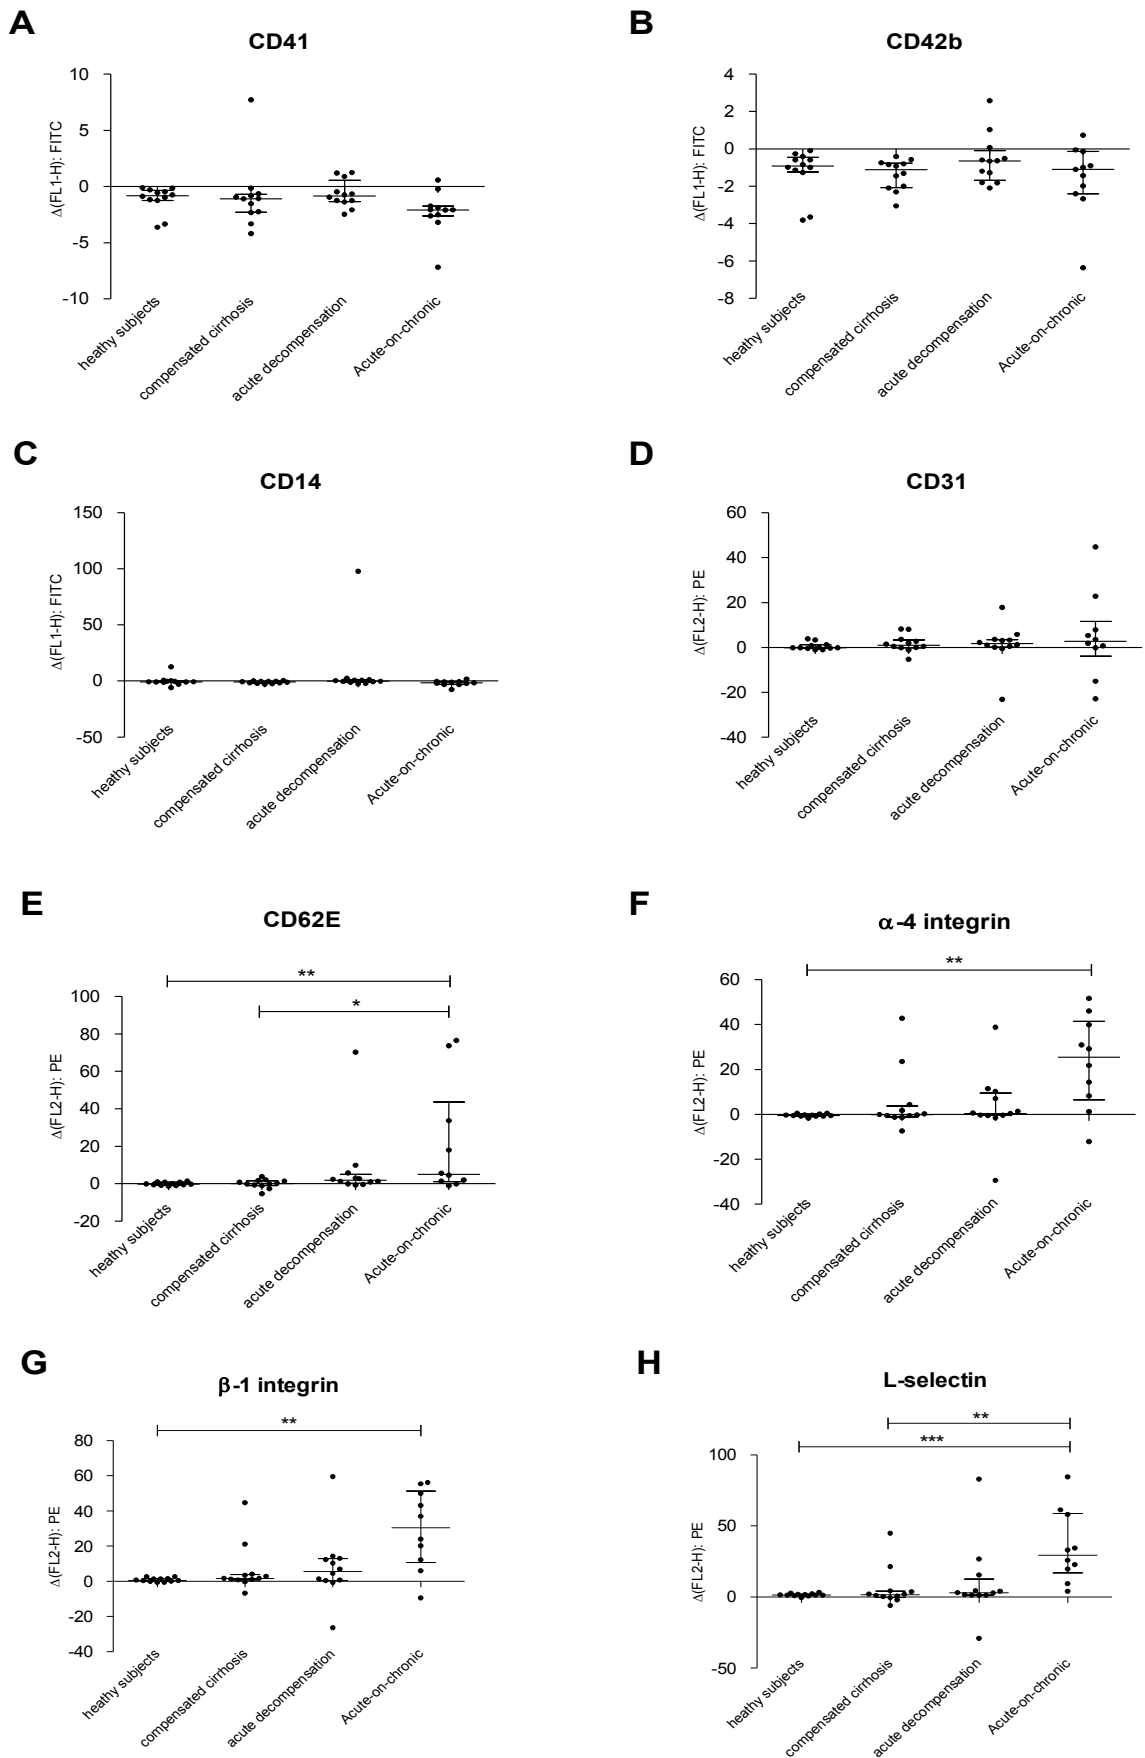 A
CD41
10
5
0
-5
-10
Δ(FL1-H): FITC
heathy subjects
compensated cirrhosis
acute decompensation
Acute-on-chronic
B
CD42b
4
2
0
-2
-4
-6
-8
Δ(FL1-H): FITC
heathy subjects
compensated cirrhosis
acute decompensation
Acute-on-chronic
C
CD14
150
100
50
0
-50
Δ(FL1-H): FITC
heathy subjects
compensated cirrhosis
acute decompensation
Acute-on-chronic
D
CD31
60
40
20
0
-20
-40
Δ(FL2-H): PE
heathy subjects
compensated cirrhosis
acute decompensation
Acute-on-chronic
E
CD62E
**
*
100
80
60
40
20
0
-20
Δ(FL2-H): PE
heathy subjects
compensated cirrhosis
acute decompensation
Acute-on-chronic
F
α-4 integrin
**
60
40
20
0
-20
-40
Δ(FL2-H): PE
heathy subjects
compensated cirrhosis
acute decompensation
Acute-on-chronic
G
β-1 integrin
**
80
60
40
20
0
-20
-40
Δ(FL2-H): PE
heathy subjects
compensated cirrhosis
acute decompensation
Acute-on-chronic
H
L-selectin
**
***
100
50
0
-50
Δ(FL2-H): PE
heathy subjects
compensated cirrhosis
acute decompensation
Acute-on-chronic